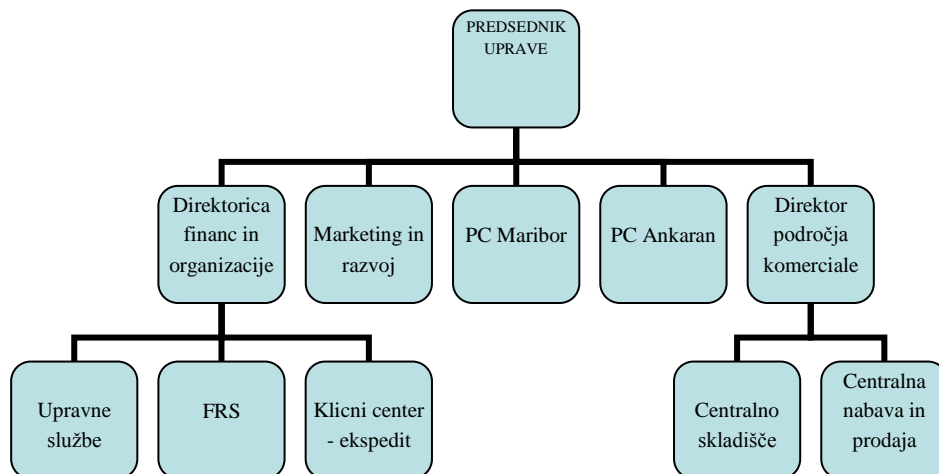 PREDSEDNIK
UPRAVE
Direktorica
financ in
organizacije
Marketing in
razvoj
PC Maribor
PC Ankaran
Direktor
področja
komerciale
Upravne
službe
FRS
Klicni center
- ekspedit
Centralno
skladišče
Centralna
nabava in
prodaja